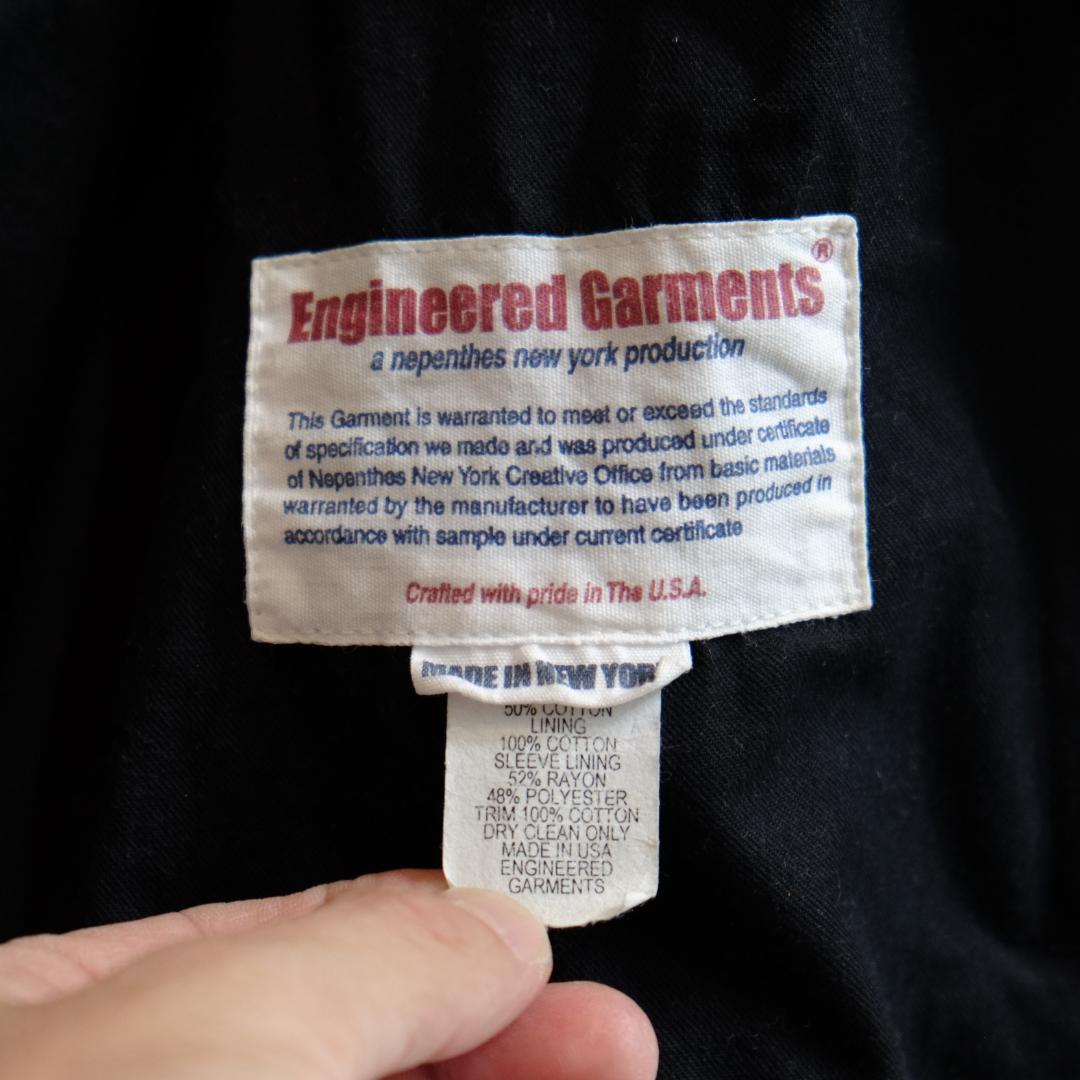 Engineered Garments®
a nepenthes new york production
This Garment is warranted to meet or exceed the standards
of specification we made and was produced under certificate
of Nepenthes New York Creative Office from basic materials
warranted by the manufacturer to have been produced in
accordance with sample under current certificate
Crafted with pride in The U.S.A.
MADE IN NEW YOR
50% COTTON
LINING
100% COTTON
SLEEVE LINING
52% RAYON
48% POLYESTER
TRIM 100% COTTON
DRY CLEAN ONLY
MADE IN USA
ENGINEERED
GARMENTS